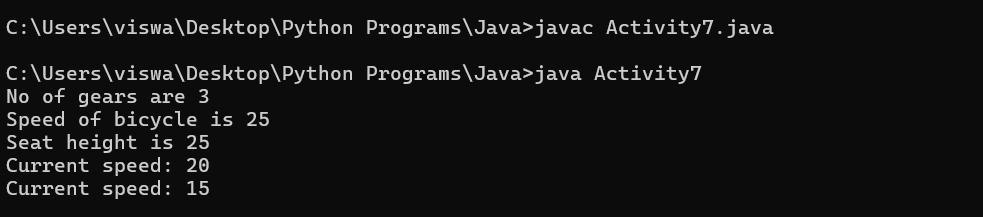 C:\Users\viswa\Desktop\Python Programs\Java>javac Activity7.java
C:\Users\viswa\Desktop\Python Programs\Java>java Activity7
No of gears are 3
Speed of bicycle is 25
Seat height is 25
Current speed: 20
Current speed: 15